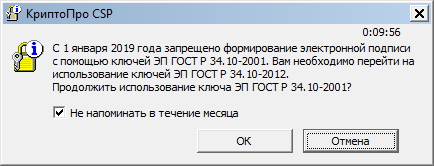 КриптоПро CSP
0:09:56
С 1 января 2019 года запрещено формирование электронной подписи
с помощью ключей ЭП ГОСТ Р 34.10-2001. Вам необходимо перейти на
использование ключей ЭП ГОСТ Р 34.10-2012.
Продолжить использование ключа ЭП ГОСТ Р 34.10-2001?
Не напоминать в течение месяца
ОК
Отмена